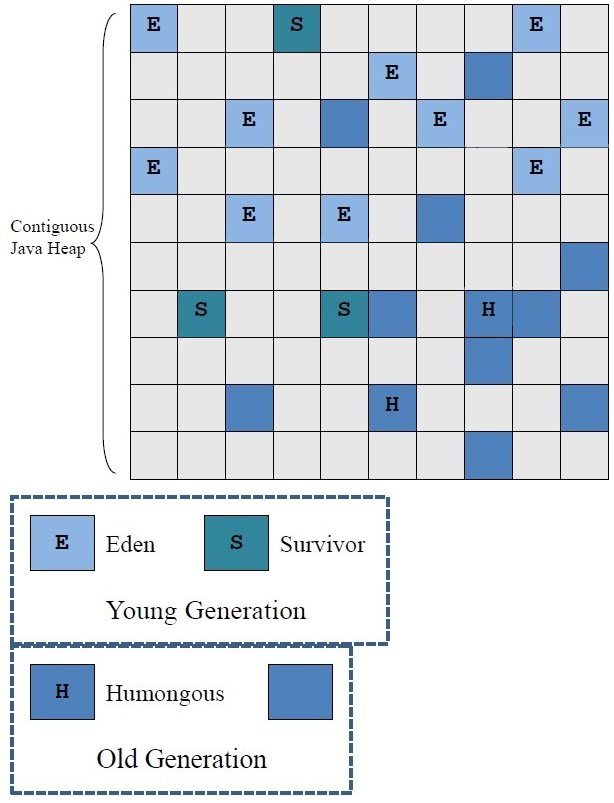 E S E
E
E E E
E E
E E
Contiguous
Java Heap
S S H
H
E Eden S Survivor
Young Generation
H Humongous
Old Generation